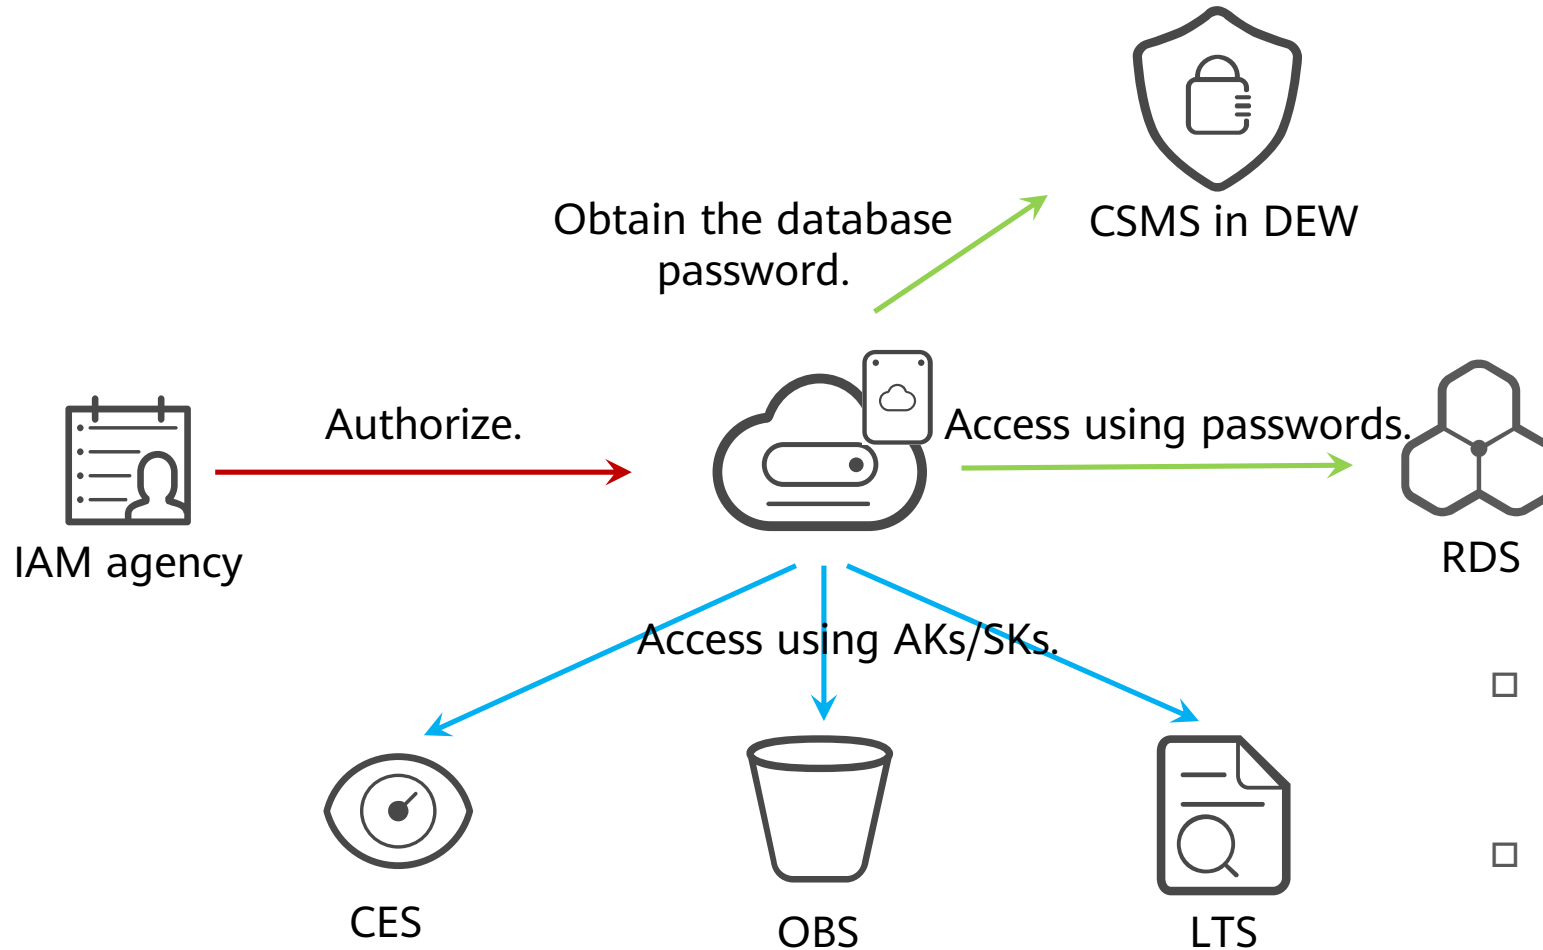 Obtain the database
password.
CSMS in DEW
Authorize.
Access using passwords.
IAM agency
RDS
Access using AKs/SKs.
CES
OBS
LTS